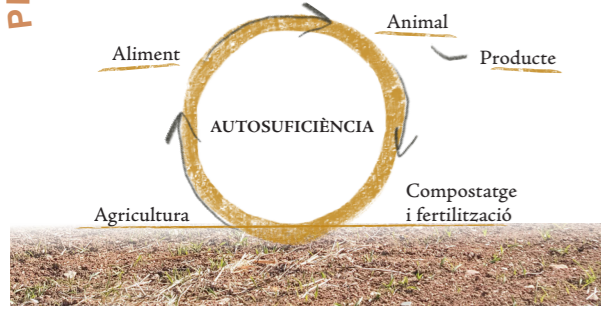 Animal
Aliment
Producte
AUTOSUFICIÈNCIA
Compostatge
i fertilització
Agricultura